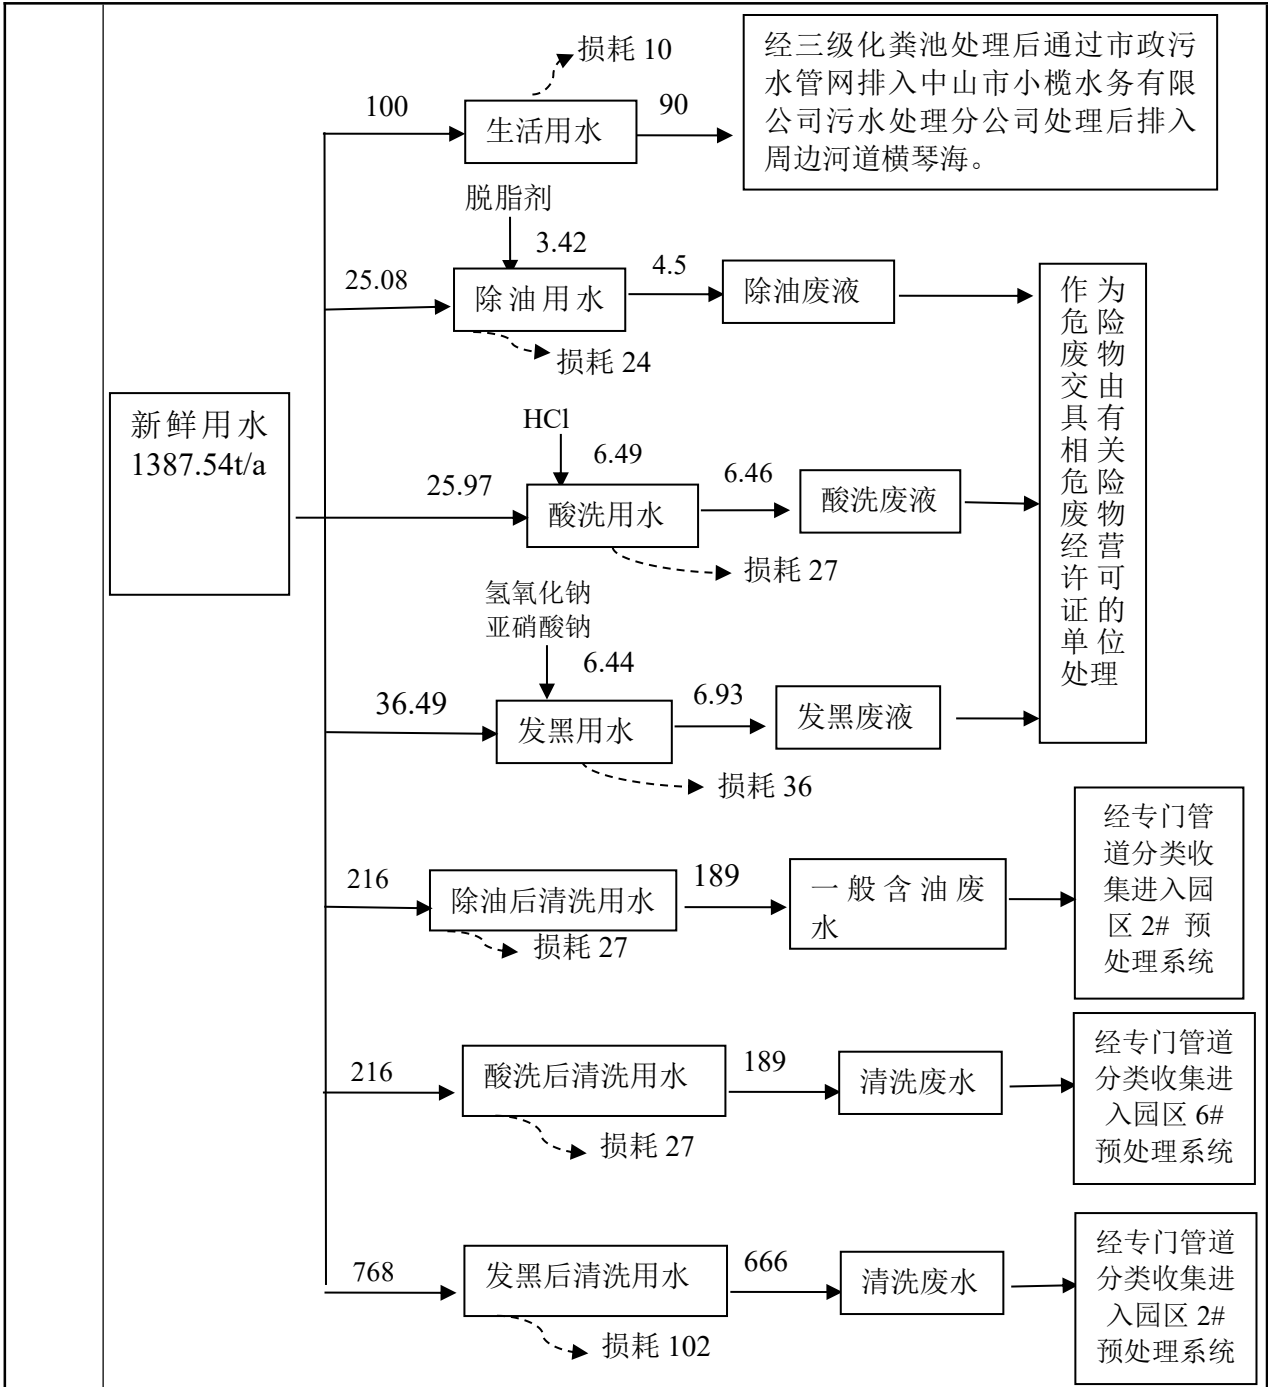 损耗 10
经三级化粪池处理后通过市政污
水管网排入中山市小榄水务有限
公司污水处理分公司处理后排入
周边河道横琴海。
100
生活用水
90
脱脂剂
3.42
25.08
除油用水
4.5
除油废液
损耗 24
作为
危险
废物
交由
具有
相关
危险
废物
经营
许可
证的
单位
处理
新鲜用水
1387.54t/a
HCl
6.49
25.97
酸洗用水
6.46
酸洗废液
损耗 27
氢氧化钠
亚硝酸钠
6.44
36.49
发黑用水
6.93
发黑废液
损耗 36
216
除油后清洗用水
189
一般含油废
水
损耗 27
经专门管
道分类收
集进入园
区 2# 预
处理系统
216
酸洗后清洗用水
189
清洗废水
损耗 27
经专门管道
分类收集进
入园区 6#
预处理系统
768
发黑后清洗用水
666
清洗废水
损耗 102
经专门管道
分类收集进
入园区 2#
预处理系统